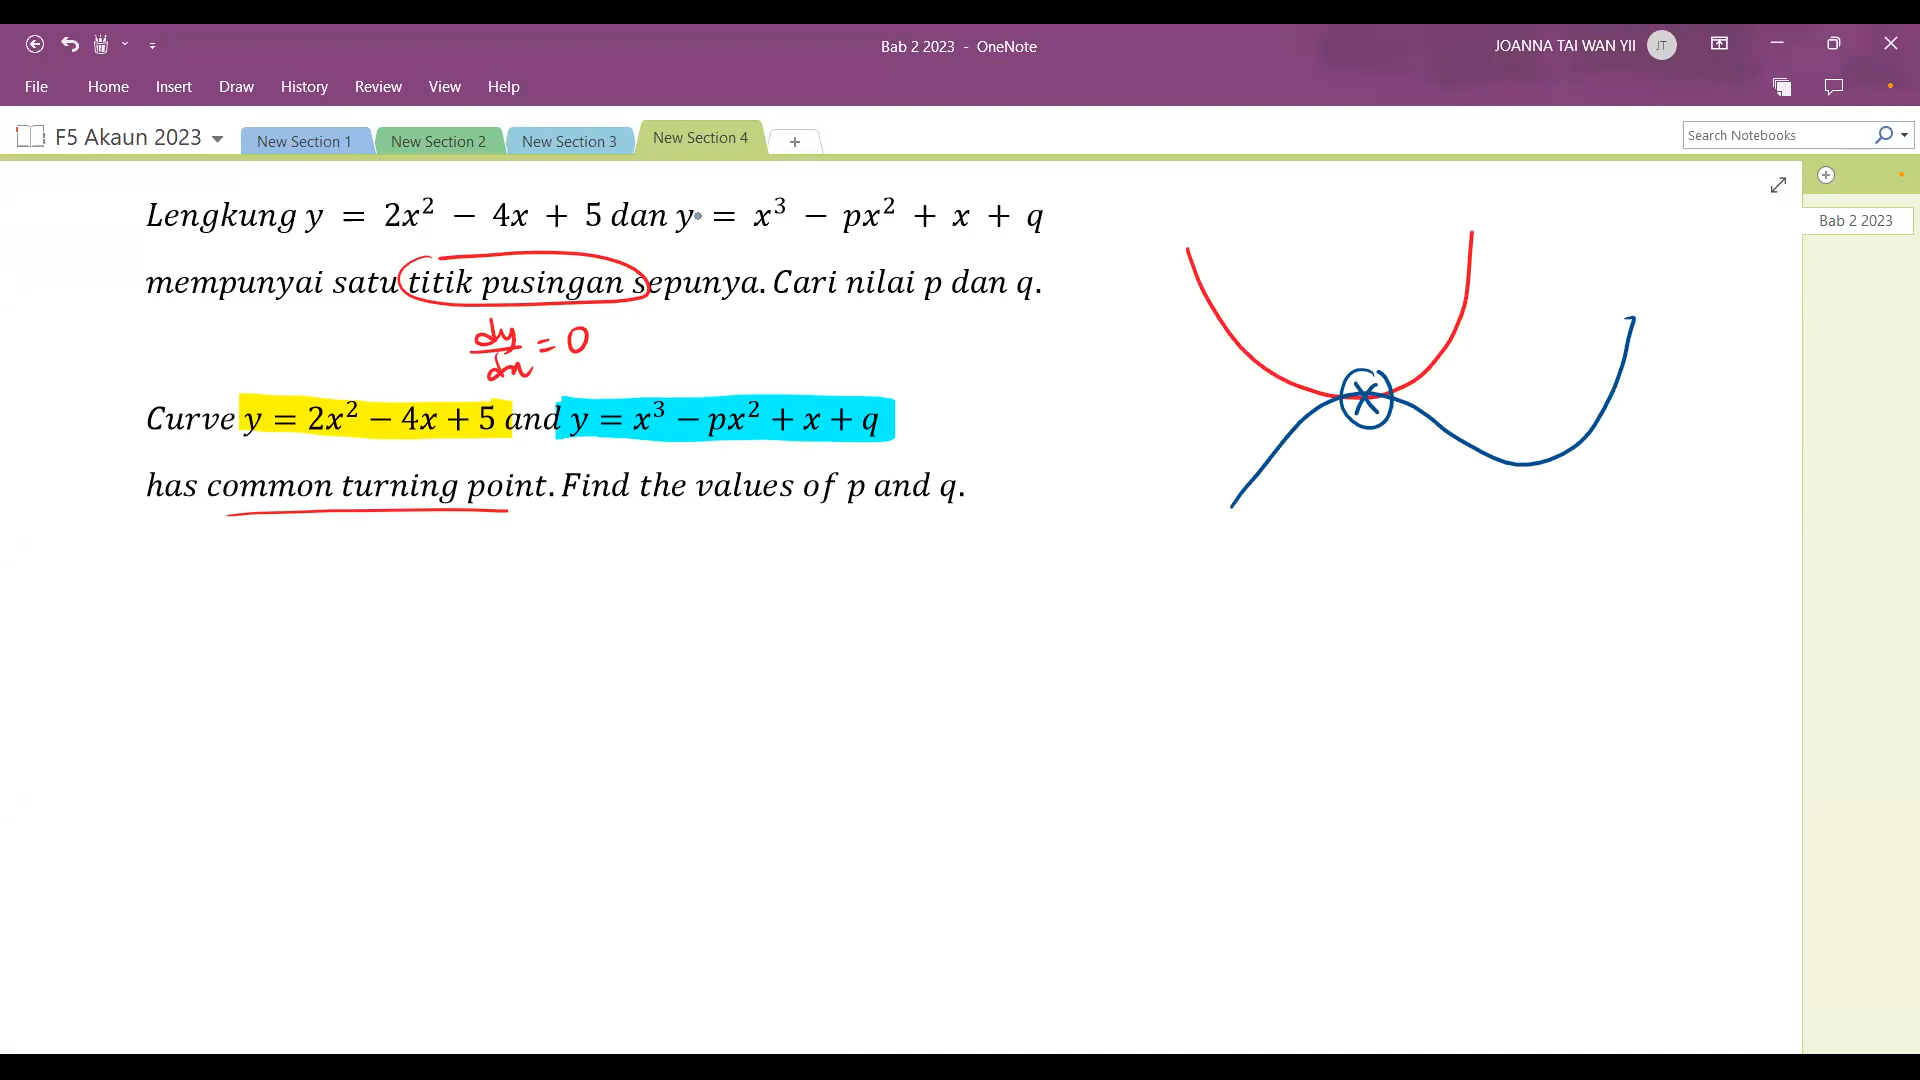 Bab 2 2023 - OneNote
JOANNA TAI WAN YII JT
File Home Insert Draw History Review View Help
F5 Akaun 2023 New Section 1 New Section 2 New Section 3 New Section 4 +
Search Notebooks
Bab 2 2023
Lengkung y = 2x² − 4x + 5 dan y = x³ − px² + x + q
mempunyai satu titik pusingan sepunya. Cari nilai p dan q.
dy/dx = 0
Curve y = 2x² − 4x + 5 and y = x³ − px² + x + q
has common turning point. Find the values of p and q.